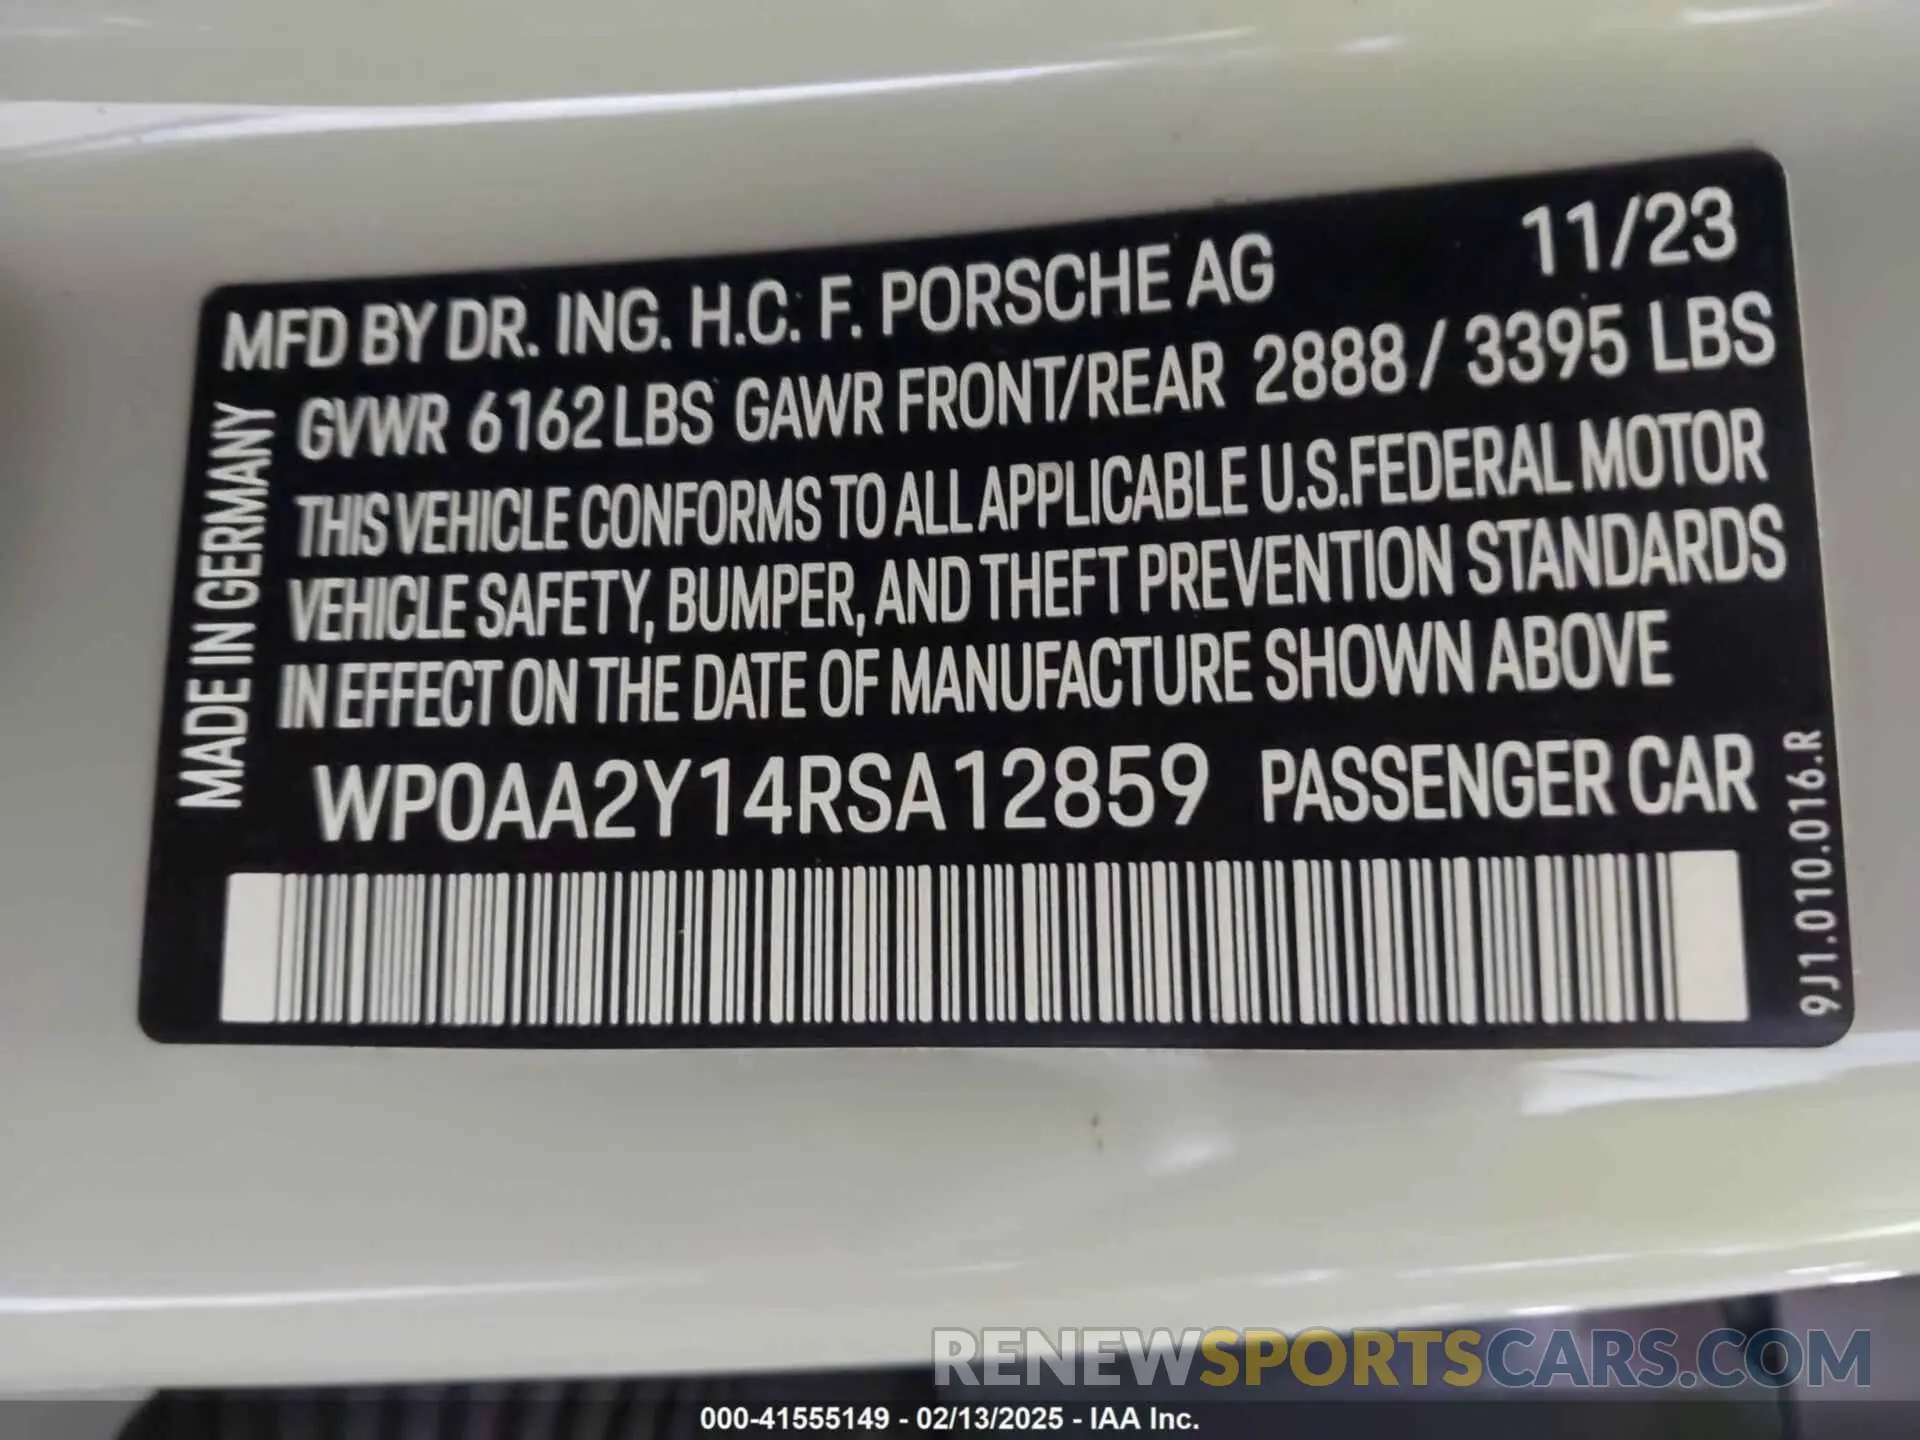 11/23
MFD BY DR. ING. H.C. F. PORSCHE AG
GVWR 6162 LBS GAWR FRONT/REAR 2888 / 3395 LBS
THIS VEHICLE CONFORMS TO ALL APPLICABLE U.S.FEDERAL MOTOR
VEHICLE SAFETY, BUMPER, AND THEFT PREVENTION STANDARDS
IN EFFECT ON THE DATE OF MANUFACTURE SHOWN ABOVE
MADE IN GERMANY
WP0AA2Y14RSA12859 PASSENGER CAR
9J1.010.016.R
RENEWSPORTSCARS.COM
000-41555149 - 02/13/2025 - IAA Inc.